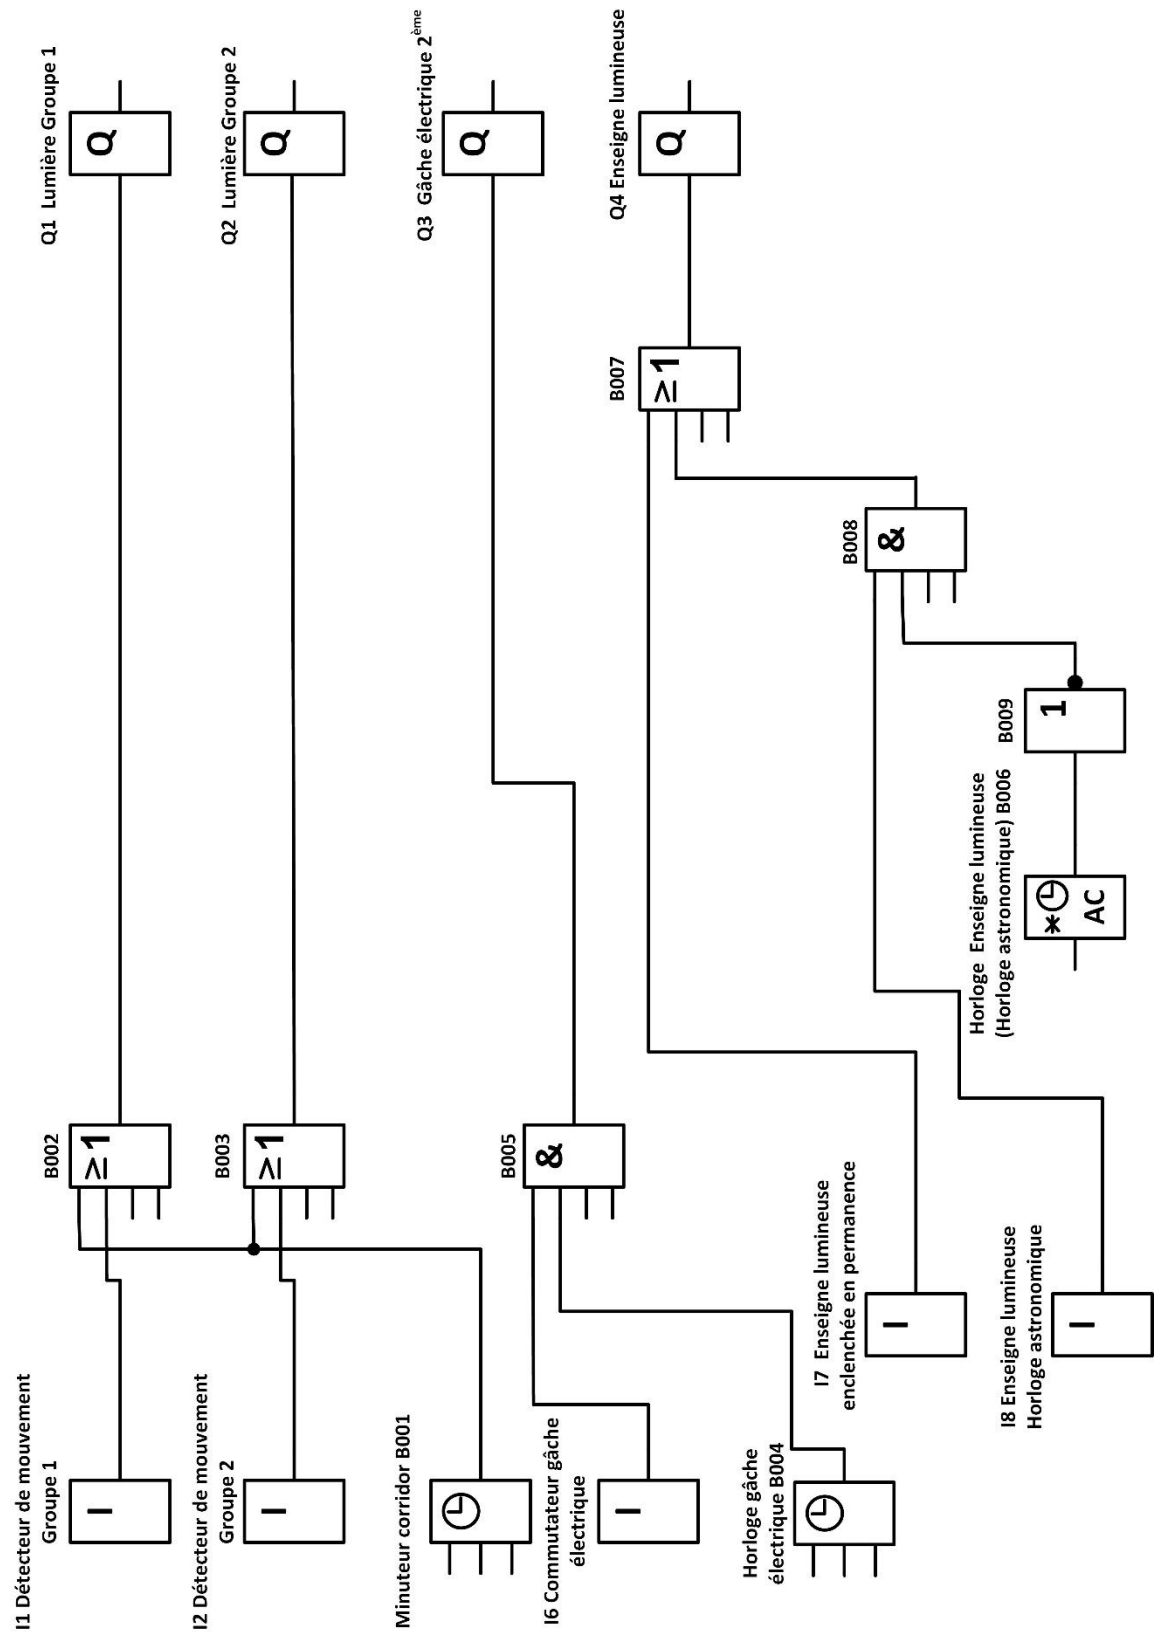 I1 Détecteur de mouvement
Groupe 1
I
B002
≥1
Q1 Lumière Groupe 1
Q
I2 Détecteur de mouvement
Groupe 2
I
B003
≥1
Q2 Lumière Groupe 2
Q
Minuteur corridor B001
I6 Commutateur gâche
électrique
I
B005
&
Q3 Gâche électrique 2ème
Q
Horloge gâche
électrique B004
I7 Enseigne lumineuse
enclenchée en permanence
I
B007
≥1
Q4 Enseigne lumineuse
Q
I8 Enseigne lumineuse
Horloge astronomique
I
B008
&
Horloge Enseigne lumineuse
(Horloge astronomique) B006
AC
B009
1